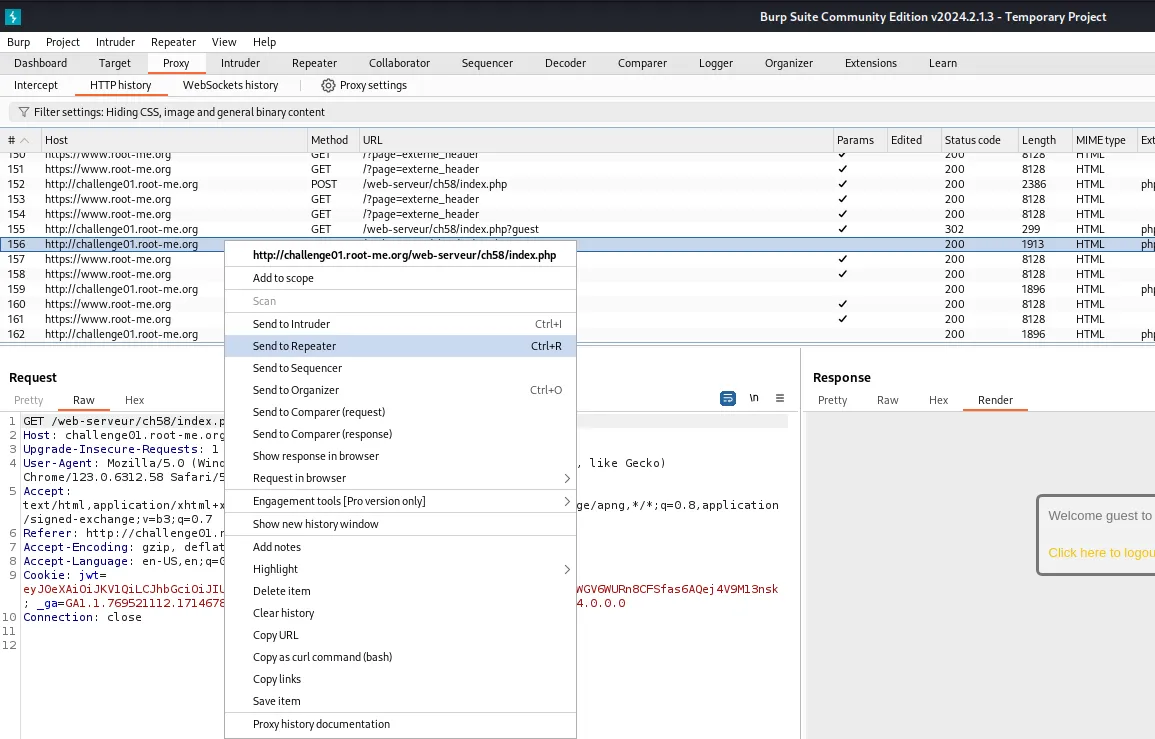 Burp Suite Community Edition v2024.2.1.3 - Temporary Project
Burp Project Intruder Repeater View Help
Dashboard Target Proxy Intruder Repeater Collaborator Sequencer Decoder Comparer Logger Organizer Extensions Learn
Intercept HTTP history WebSockets history Proxy settings
Filter settings: Hiding CSS, image and general binary content
# Host Method URL Params Edited Status code Length MIME type Ext
150 https://www.root-me.org GET /?page=externe_header ✓ 200 8128 HTML
151 https://www.root-me.org GET /?page=externe_header ✓ 200 8128 HTML
152 http://challenge01.root-me.org POST /web-serveur/ch58/index.php ✓ 200 2386 HTML php
153 https://www.root-me.org GET /?page=externe_header ✓ 200 8128 HTML
154 https://www.root-me.org GET /?page=externe_header ✓ 200 8128 HTML
155 http://challenge01.root-me.org GET /web-serveur/ch58/index.php?guest ✓ 302 299 HTML php
156 http://challenge01.root-me.org 200 1913 HTML php
157 https://www.root-me.org ✓ 200 8128 HTML
158 https://www.root-me.org ✓ 200 8128 HTML
159 http://challenge01.root-me.org 200 1896 HTML php
160 https://www.root-me.org ✓ 200 8128 HTML
161 https://www.root-me.org ✓ 200 8128 HTML
162 http://challenge01.root-me.org 200 1896 HTML php
http://challenge01.root-me.org/web-serveur/ch58/index.php
Add to scope
Scan
Send to Intruder Ctrl+I
Send to Repeater Ctrl+R
Send to Sequencer
Send to Organizer Ctrl+O
Send to Comparer (request)
Send to Comparer (response)
Show response in browser
Request in browser
Engagement tools [Pro version only]
Show new history window
Add notes
Highlight
Delete item
Clear history
Copy URL
Copy as curl command (bash)
Copy links
Save item
Proxy history documentation
Request
Pretty Raw Hex \n
1 GET /web-serveur/ch58/index.p
2 Host: challenge01.root-me.org
3 Upgrade-Insecure-Requests: 1
4 User-Agent: Mozilla/5.0 (Wind , like Gecko)
Chrome/123.0.6312.58 Safari/5
5 Accept:
text/html,application/xhtml+x ge/apng,*/*;q=0.8,application
/signed-exchange;v=b3;q=0.7
6 Referer: http://challenge01.r
7 Accept-Encoding: gzip, deflat
8 Accept-Language: en-US,en;q=0
9 Cookie: jwt=
eyJ0eXAiOiJKV1QiLCJhbGciOiJIU WGV6WURn8CFSfas6AQej4V9M13nsk
; _ga=GA1.1.769521112.1714678 4.0.0.0
10 Connection: close
11
12
Response
Pretty Raw Hex Render
Welcome guest to
Click here to logou